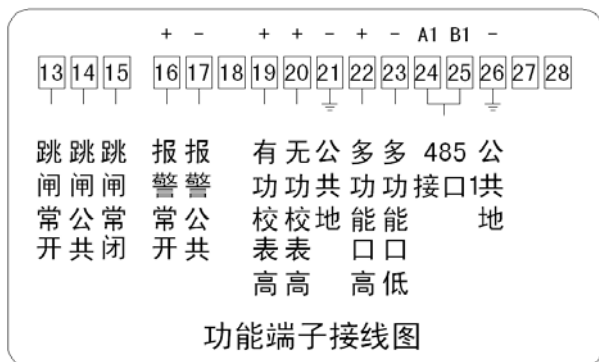 + - + + - + - A1 B1 -
13 14 15 16 17 18 19 20 21 22 23 24 25 26 27 28
跳闸常开
跳闸公共
跳闸常闭
报警常开
报警公共
有功校表高
无功校表高
公共地
多功能口高
多功能口低
485
接口1
公共地
功能端子接线图